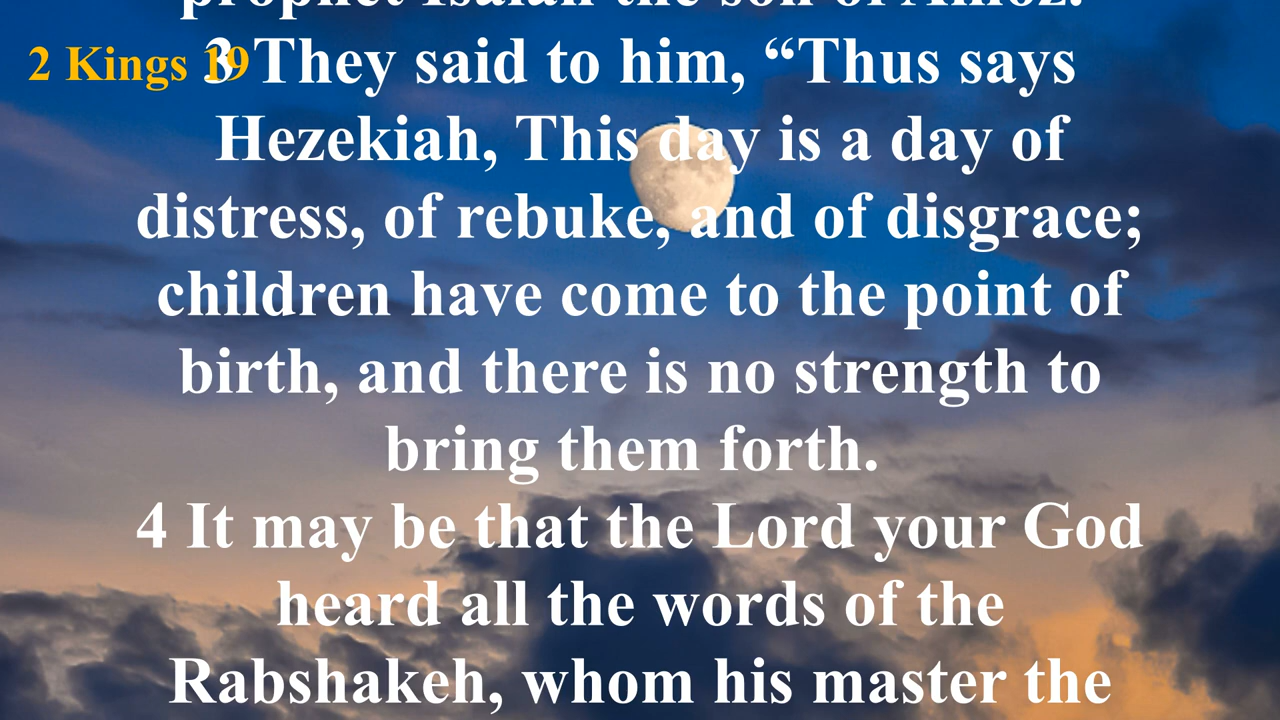 prophet Isaiah the son of Amoz.
2 Kings 19
3 They said to him, “Thus says
Hezekiah, This day is a day of
distress, of rebuke, and of disgrace;
children have come to the point of
birth, and there is no strength to
bring them forth.
4 It may be that the Lord your God
heard all the words of the
Rabshakeh, whom his master the